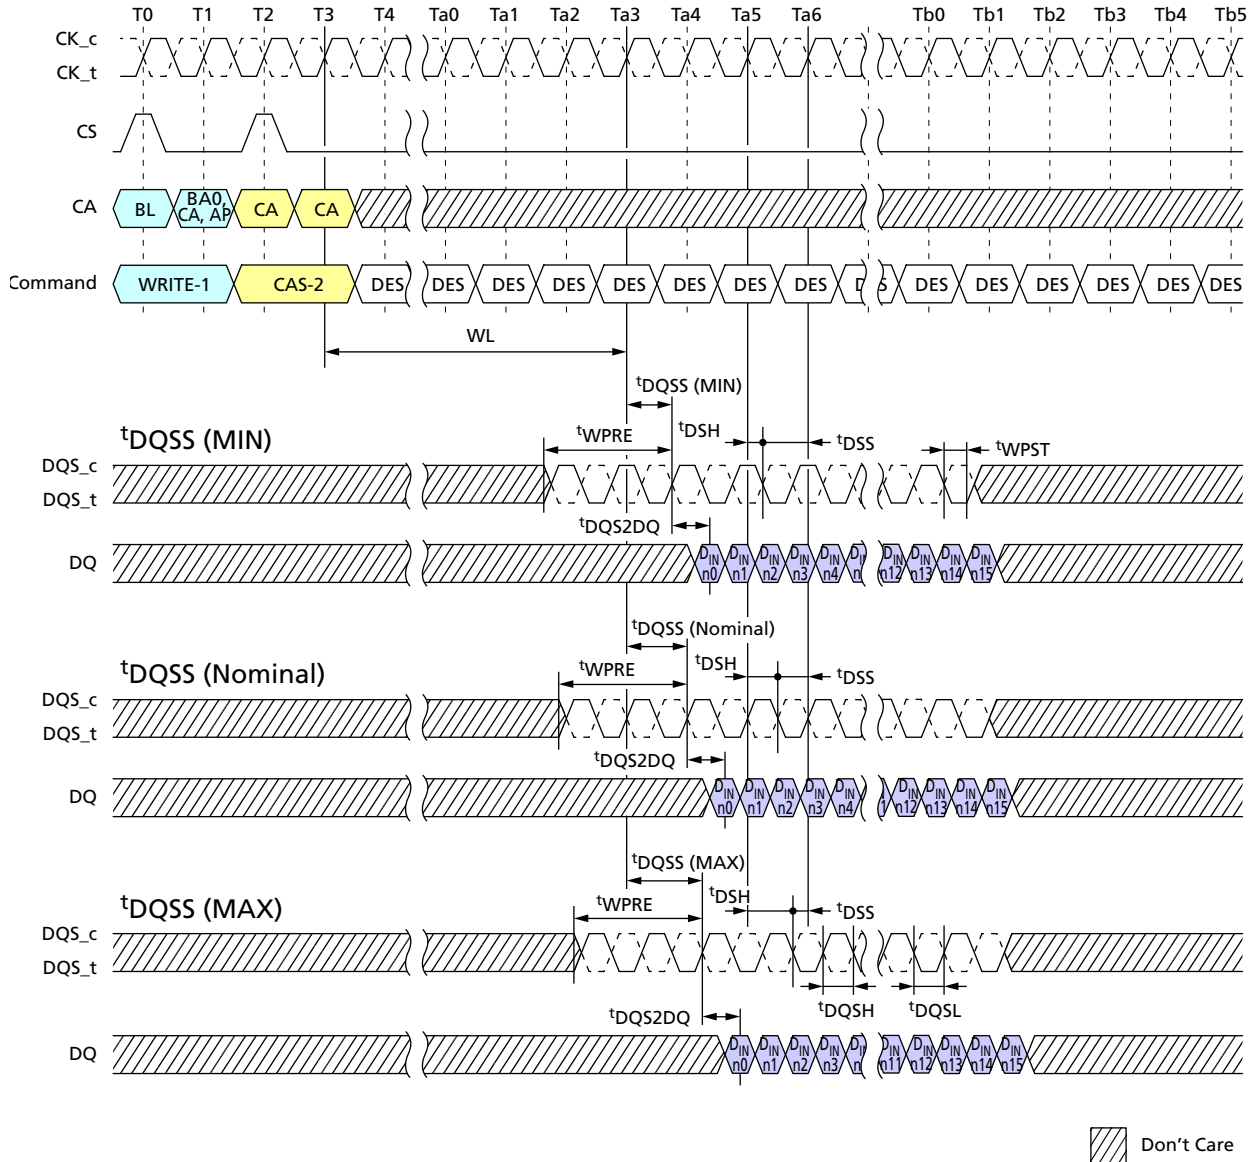 T0 T1 T2 T3 T4 Ta0 Ta1 Ta2 Ta3 Ta4 Ta5 Ta6 Tb0 Tb1 Tb2 Tb3 Tb4 Tb5
CK_c
CK_t
CS
CA BL BA0, CA, AP CA CA
Command WRITE-1 CAS-2 DES DES DES DES DES DES DES DES DES DES DES DES DES DES
WL
tDQSS (MIN)
tDQSS (MIN) tWPRE tDSH tDSS tWPST
DQS_c
DQS_t
tDQS2DQ
DQ DIN n0 DIN n1 DIN n2 DIN n3 DIN n4 n12 DIN n13 DIN n14 DIN n15
tDQSS (Nominal)
tDQSS (Nominal) tWPRE tDSH tDSS
DQS_c
DQS_t
tDQS2DQ
DQ DIN n0 DIN n1 DIN n2 DIN n3 DIN n4 DIN n12 DIN n13 DIN n14 DIN n15
tDQSS (MAX)
tDQSS (MAX) tWPRE tDSH tDSS
DQS_c
DQS_t
tDQSH tDQSL
tDQS2DQ
DQ DIN n0 DIN n1 DIN n2 DIN n3 DIN n11 DIN n12 DIN n13 DIN n14 DIN n15
Don't Care